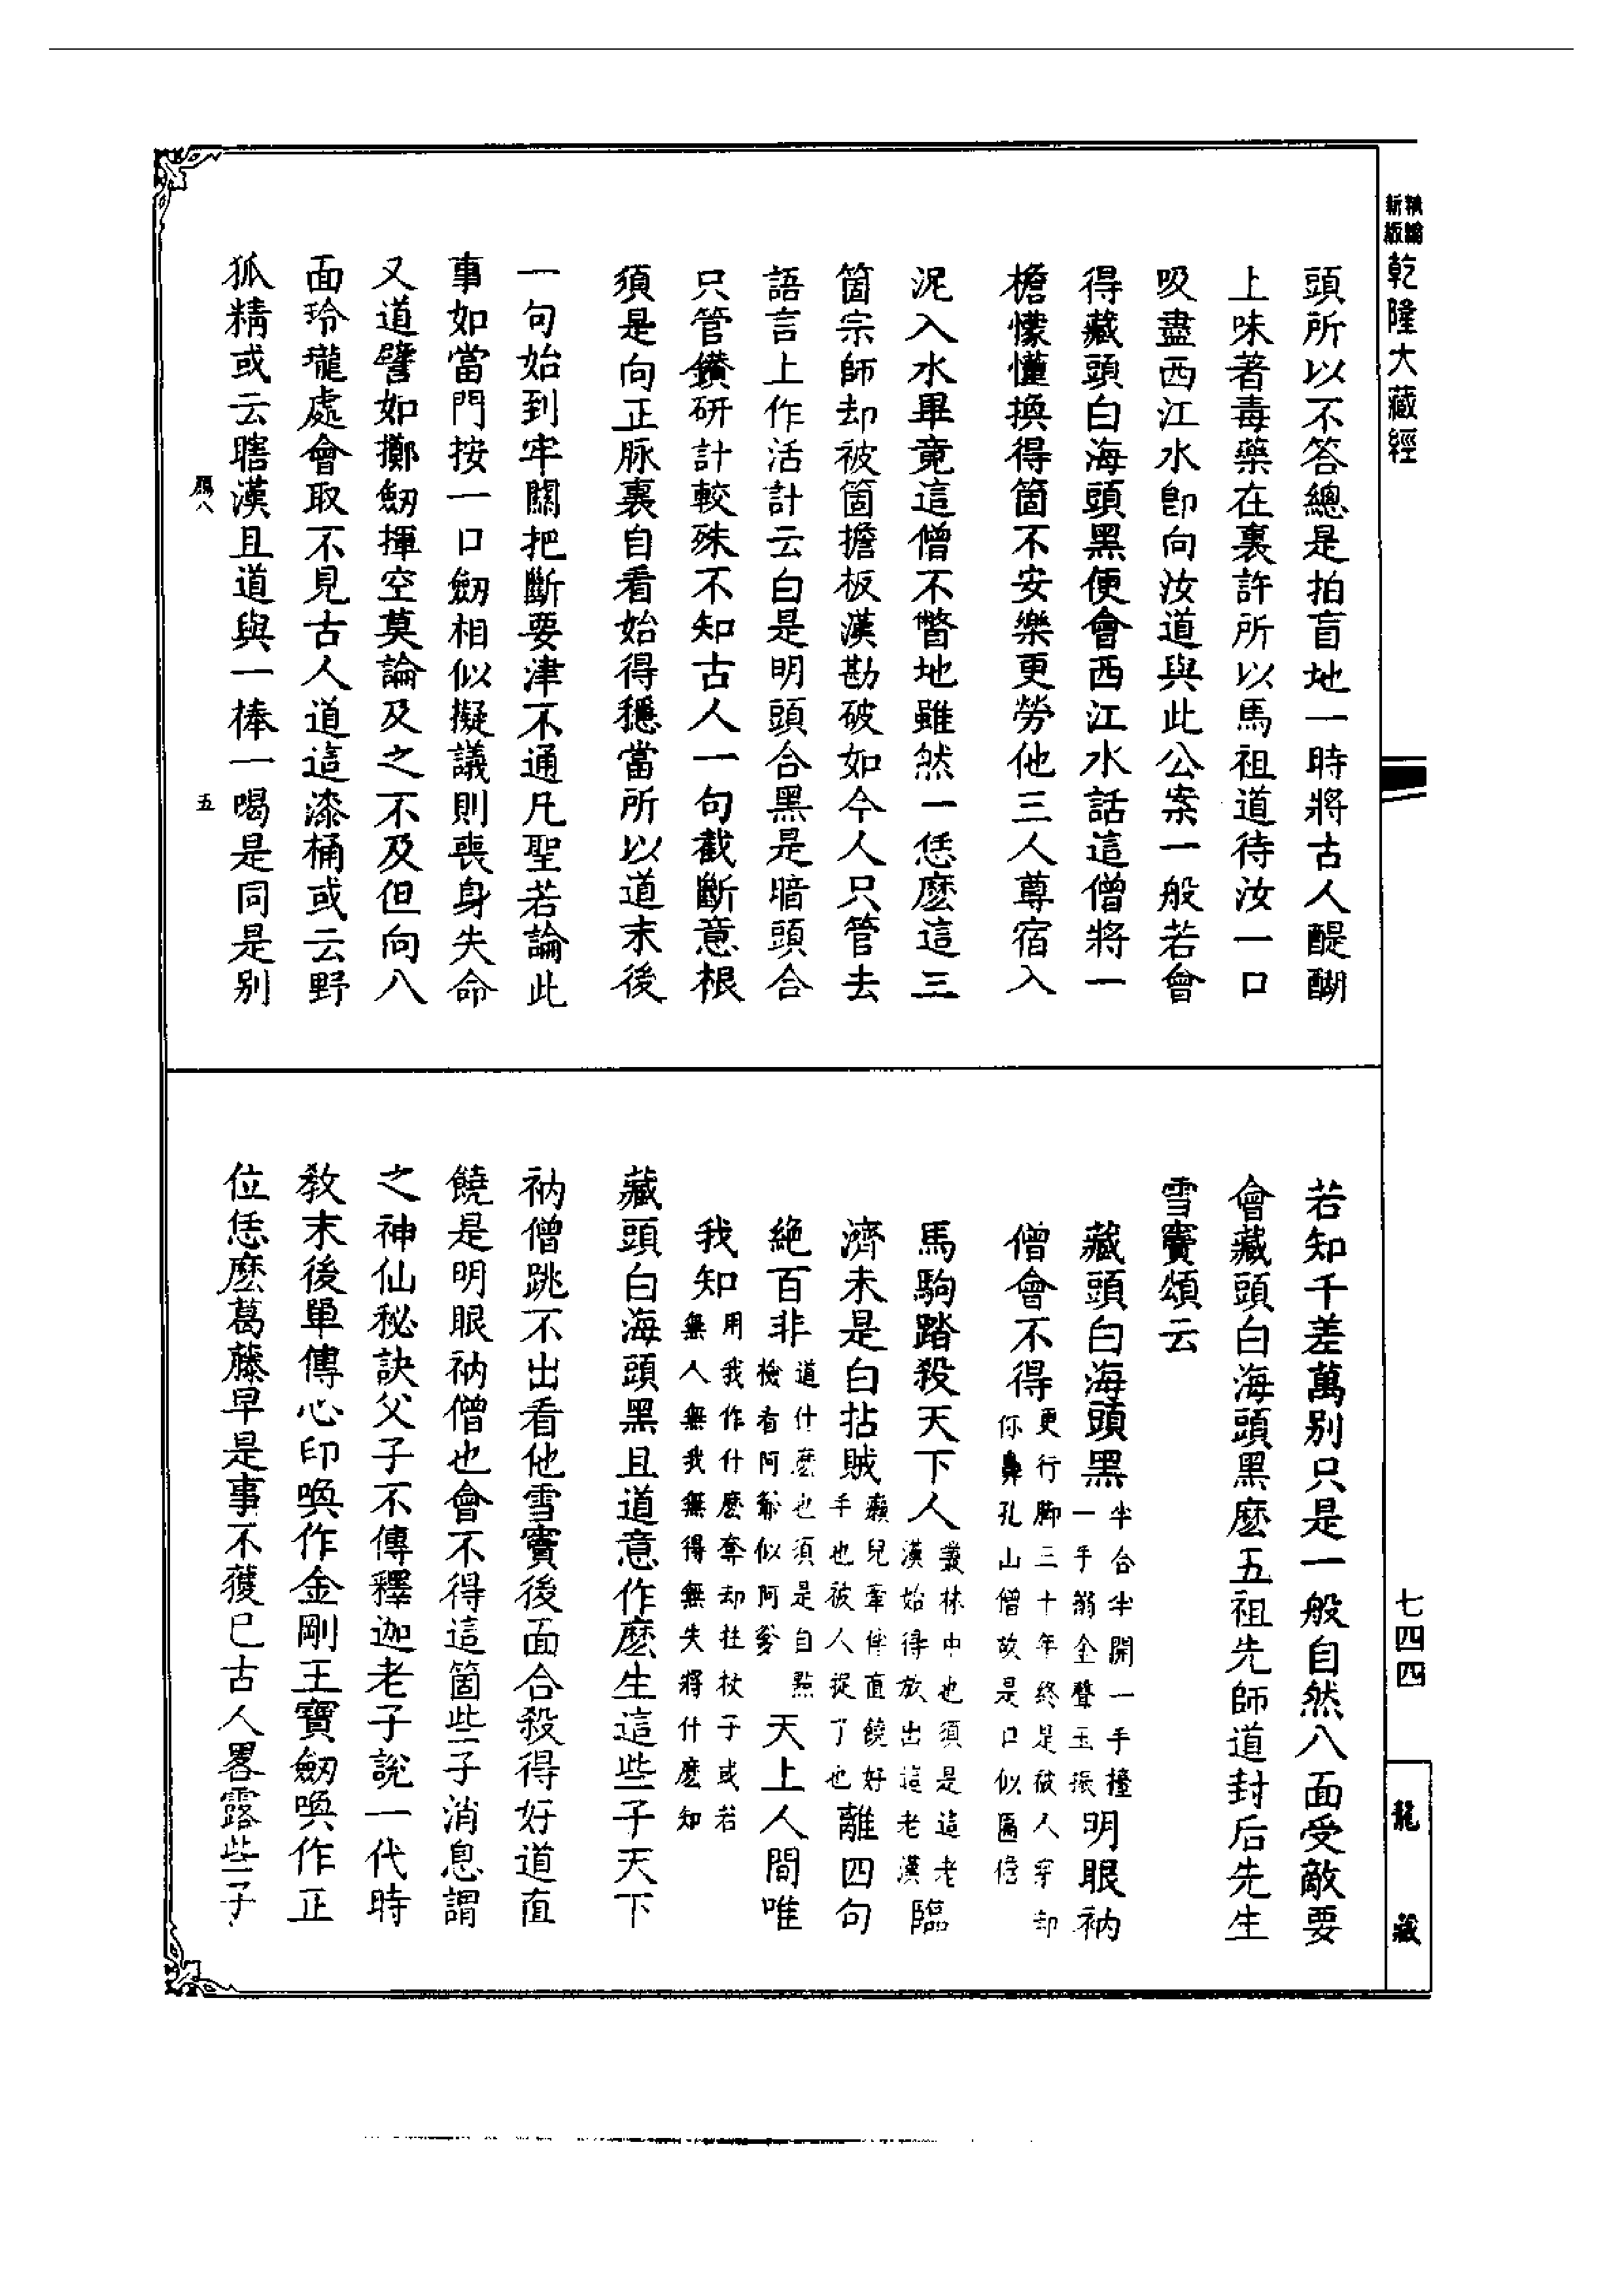 新版
精編
乾隆大藏經
頭所以不答總是拍盲地一時將古人醍醐
上味著毒藥在裏許所以馬祖道待汝一口
吸盡西江水卽向汝道與此公案一般若會
得藏頭白海頭黑便會西江水話這僧將一
檐懞懂換得箇不安樂更勞他三人尊宿入
泥入水畢竟這僧不瞥地雖然一恁麽這三
箇宗師却被箇擔板漢勘破如今人只管去
語言上作活計云白是明頭合黑是暗頭合
只管鑽研計較殊不知古人一句截斷意根
須是向正脉裏自看始得穩當所以道末後
一句始到牢關把斷要津不通凡聖若論此
事如當門按一口劒相似擬議則喪身失命
又道譬如擲劒揮空莫論及之不及但向八
面玲瓏處會取不見古人道這漆桶或云野
狐精或云瞎漢且道與一棒一喝是同是別
八 五
若知千差萬別只是一般自然八面受敵要
會藏頭白海頭黑麽五祖先師道封后先生
雪竇頌云
藏頭白海頭黑半合半開一手擡一手搦金聲玉振明眼衲
僧會不得更行脚三十年終是被人穿却你鼻孔山僧故是口似匾檐
馬駒踏殺天下人叢林中也須是這老漢始得放出這老漢臨
濟未是白拈賊癩兒牽伴直饒好手也被人捉了也離四句
絶百非道什麽也須是自點檢看阿爺似阿爹天上人間唯
我知用我作什麽奪却拄杖子或若無人無我無得無失將什麽知
藏頭白海頭黑且道意作麽生這些子天下
衲僧跳不出看他雪竇後面合殺得好道直
饒是明眼衲僧也會不得這箇些子消息謂
之神仙秘訣父子不傳釋迦老子說一代時
教末後單傳心印喚作金剛王寶劒喚作正
位恁麽葛藤早是事不獲已古人畧露些子
七四四
龍藏